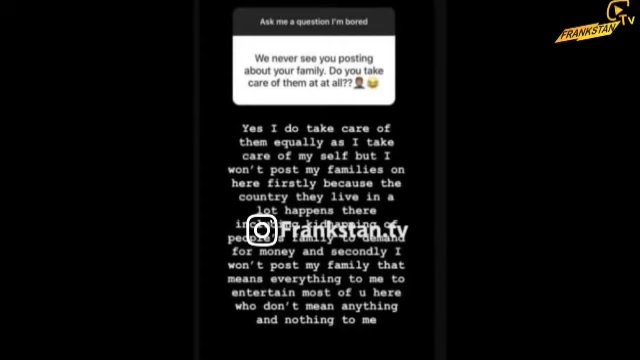 FRANKSTAN
TV
Ask me a question I'm bored
We never see you posting
about your family. Do you take
care of them at at all??🤦🏽‍♂️😂
Yes I do take care of
them equally as I take
care of my self but I
won't post my families on
here firstly because the
country they live in a
lot happens there
including kidnapping of
Frankstan.tv
people's family to demand
for money and secondly I
won't post my family that
means everything to me to
entertain most of u here
who don't mean anything
and nothing to me